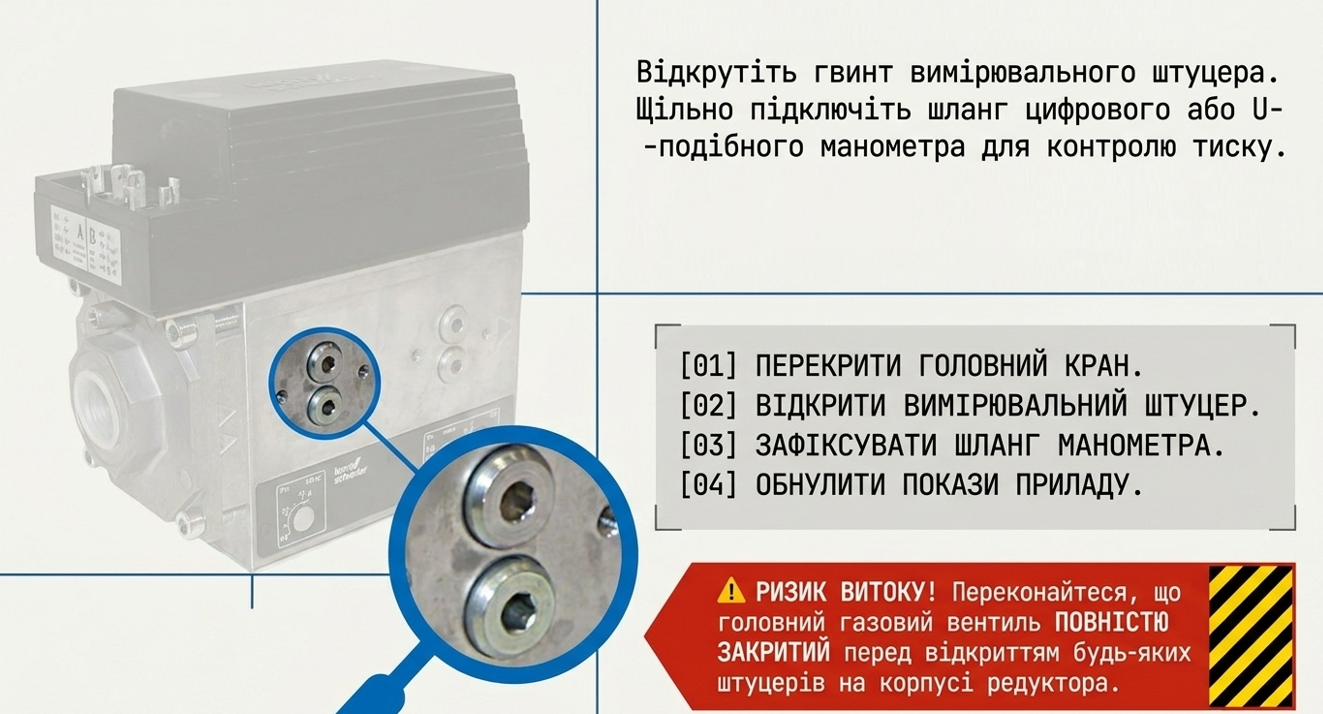 Відкрутіть гвинт вимірювального штуцера.
Щільно підключіть шланг цифрового або U-
-подібного манометра для контролю тиску.
A B
[01] ПЕРЕКРИТИ ГОЛОВНИЙ КРАН.
[02] ВІДКРИТИ ВИМІРЮВАЛЬНИЙ ШТУЦЕР.
[03] ЗАФІКСУВАТИ ШЛАНГ МАНОМЕТРА.
[04] ОБНУЛИТИ ПОКАЗИ ПРИЛАДУ.
РИЗИК ВИТОКУ! Переконайтеся, що
головний газовий вентиль ПОВНІСТЮ
ЗАКРИТИЙ перед відкриттям будь-яких
штуцерів на корпусі редуктора.